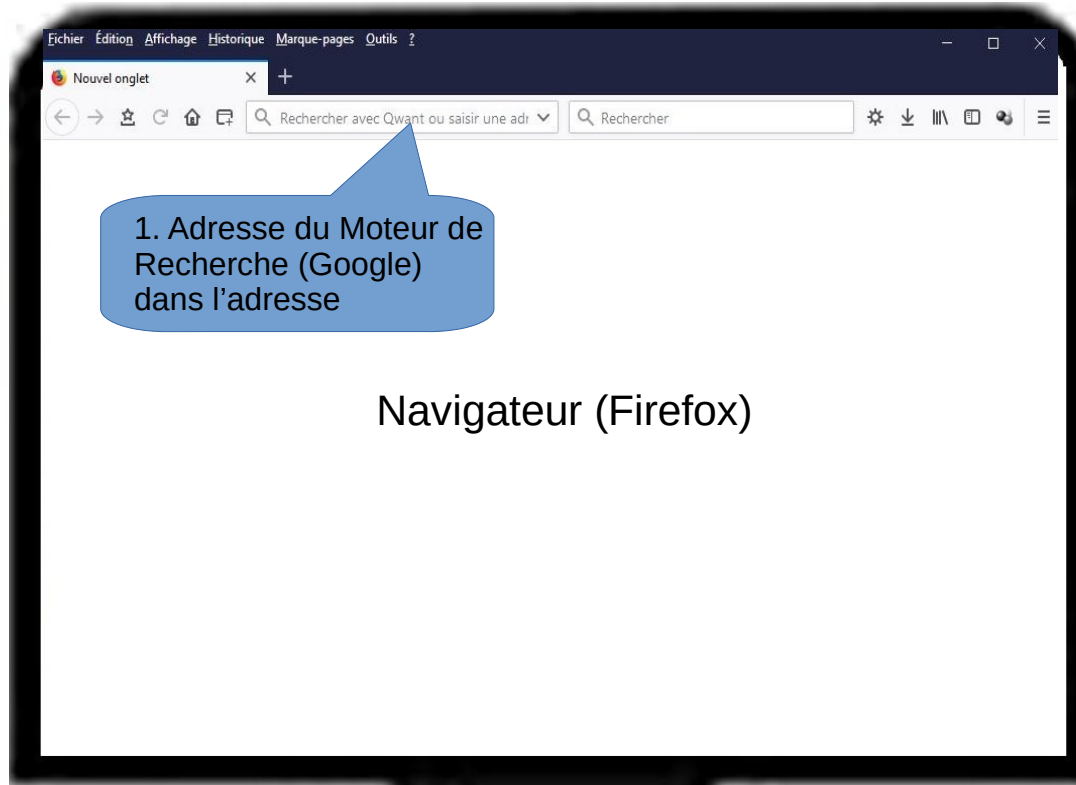 Fichier Édition Affichage Historique Marque-pages Outils ?
Nouvel onglet
Rechercher avec Qwant ou saisir une adr
Rechercher
1. Adresse du Moteur de
Recherche (Google)
dans l’adresse
Navigateur (Firefox)